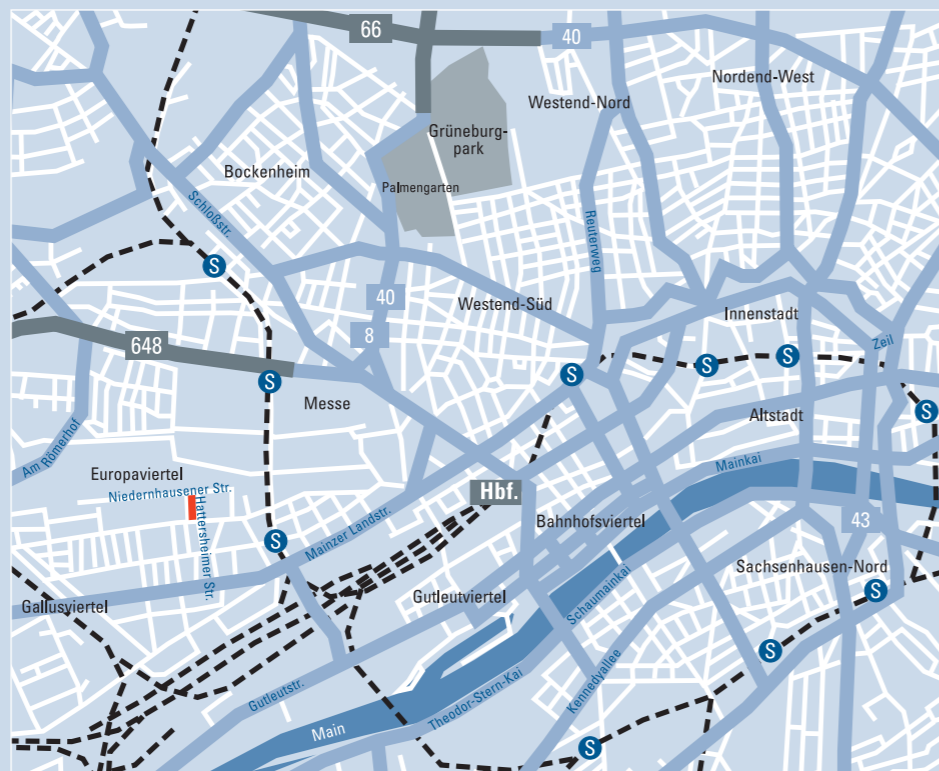 66
40
Nordend-West
Westend-Nord
Grüneburg-
park
Bockenheim
Palmengarten
Schloßstr.
Reuterweg
S
40
Westend-Süd
Innenstadt
8
648
Zeil
S
S
S
S
Messe
S
Altstadt
Am Römerhof
Mainkai
Europaviertel
Niedernhausener Str.
Hattersheimer Str.
Hbf.
Mainzer Landstr.
Bahnhofsviertel
43
S
Sachsenhausen-Nord
Gallusviertel
Gutleutviertel
Schaumainkai
S
S
Kennedyallee
Gutleutstr.
Theodor-Stern-Kai
Main
S